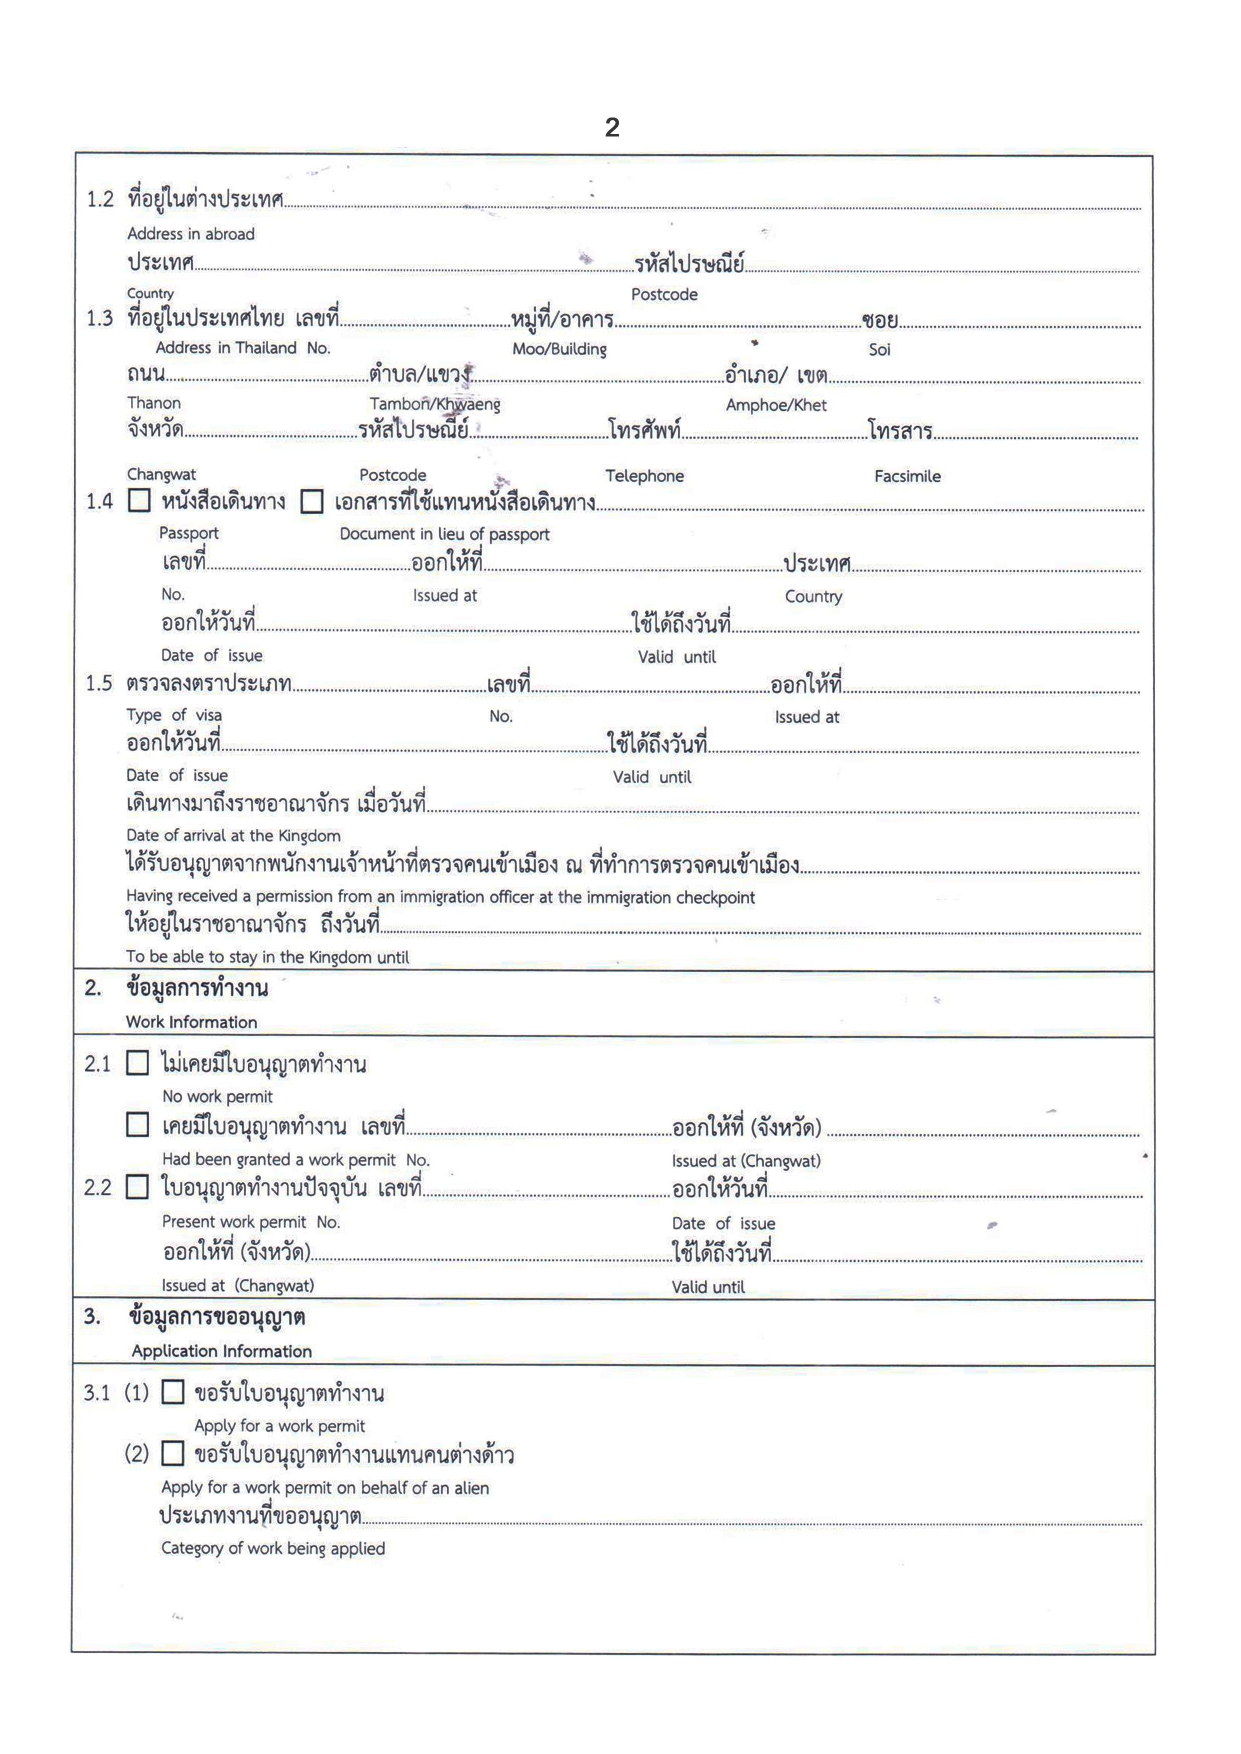 2
1.2 ที่อยู่ในต่างประเทศ
Address in abroad
ประเทศ รหัสไปรษณีย์
Country Postcode
1.3 ที่อยู่ในประเทศไทย เลขที่ หมู่ที่/อาคาร ซอย
Address in Thailand No. Moo/Building Soi
ถนน ตำบล/แขวง อำเภอ/ เขต
Thanon Tambon/Khwaeng Amphoe/Khet
จังหวัด รหัสไปรษณีย์ โทรศัพท์ โทรสาร
Changwat Postcode Telephone Facsimile
1.4 ☐ หนังสือเดินทาง ☐ เอกสารที่ใช้แทนหนังสือเดินทาง
Passport Document in lieu of passport
เลขที่ ออกให้ที่ ประเทศ
No. Issued at Country
ออกให้วันที่ ใช้ได้ถึงวันที่
Date of issue Valid until
1.5 ตรวจลงตราประเภท เลขที่ ออกให้ที่
Type of visa No. Issued at
ออกให้วันที่ ใช้ได้ถึงวันที่
Date of issue Valid until
เดินทางมาถึงราชอาณาจักร เมื่อวันที่
Date of arrival at the Kingdom
ได้รับอนุญาตจากพนักงานเจ้าหน้าที่ตรวจคนเข้าเมือง ณ ที่ทำการตรวจคนเข้าเมือง
Having received a permission from an immigration officer at the immigration checkpoint
ให้อยู่ในราชอาณาจักร ถึงวันที่
To be able to stay in the Kingdom until
2. ข้อมูลการทำงาน
Work Information
2.1 ☐ ไม่เคยมีใบอนุญาตทำงาน
No work permit
☐ เคยมีใบอนุญาตทำงาน เลขที่ ออกให้ที่ (จังหวัด)
Had been granted a work permit No. Issued at (Changwat)
2.2 ☐ ใบอนุญาตทำงานปัจจุบัน เลขที่ ออกให้วันที่
Present work permit No. Date of issue
ออกให้ที่ (จังหวัด) ใช้ได้ถึงวันที่
Issued at (Changwat) Valid until
3. ข้อมูลการขออนุญาต
Application Information
3.1 (1) ☐ ขอรับใบอนุญาตทำงาน
Apply for a work permit
(2) ☐ ขอรับใบอนุญาตทำงานแทนคนต่างด้าว
Apply for a work permit on behalf of an alien
ประเภทงานที่ขออนุญาต
Category of work being applied